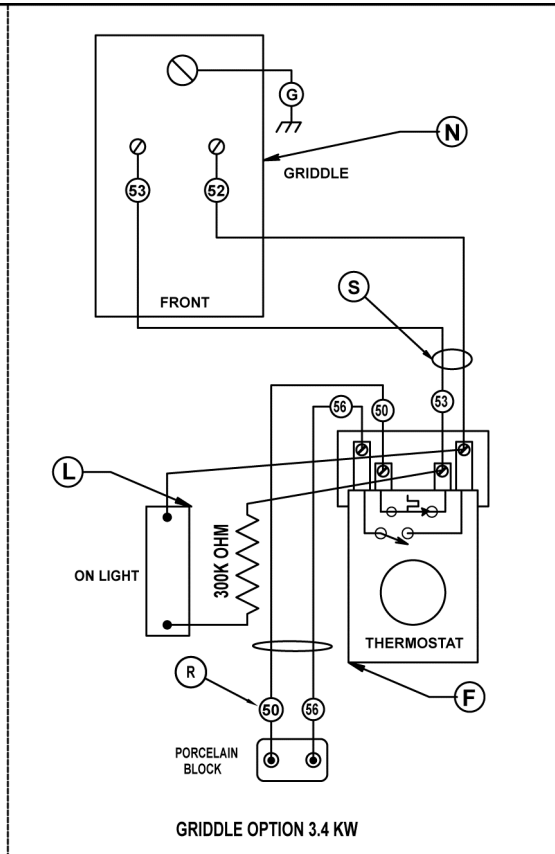 G
N
GRIDDLE
53
52
FRONT
S
56
50
53
L
300K OHM
ON LIGHT
THERMOSTAT
R
F
50
56
PORCELAIN
BLOCK
GRIDDLE OPTION 3.4 KW